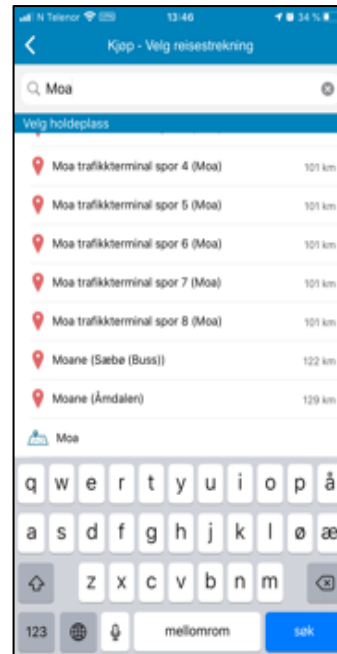 N Telenor 13:46 34 %
Kjøp - Velg reisestrekning
Moa
Velg holdeplass
Moa trafikkterminal spor 4 (Moa) 101 km
Moa trafikkterminal spor 5 (Moa) 101 km
Moa trafikkterminal spor 6 (Moa) 101 km
Moa trafikkterminal spor 7 (Moa) 101 km
Moa trafikkterminal spor 8 (Moa) 101 km
Moane (Sæbø (Buss)) 122 km
Moane (Åmdalen) 129 km
Moa
q w e r t y u i o p å
a s d f g h j k l ø æ
z x c v b n m
123 mellomrom søk